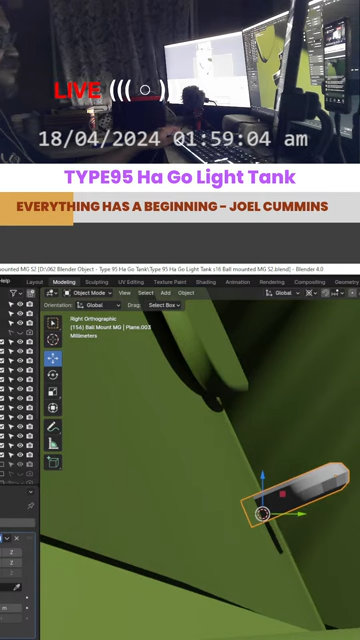 LIVE ((( ○ ))
18/04/2024 01:59:04 am
TYPE95 Ha Go Light Tank
EVERYTHING HAS A BEGINNING - JOEL CUMMINS
mounted MG S2 [D:\062 Blender Object - Type 95 Ha Go Tank\Type 95 Ha Go Light Tank s16 Ball mounted MG S2.blend] - Blender 4.0
Help Layout Modeling Sculpting UV Editing Texture Paint Shading Animation Rendering Compositing Geometry
Object Mode View Select Add Object Global
Orientation: Global Drag: Select Box
Right Orthographic
(154) Ball Mount MG | Plane.003
Millimeters
Z
Z
Z
m